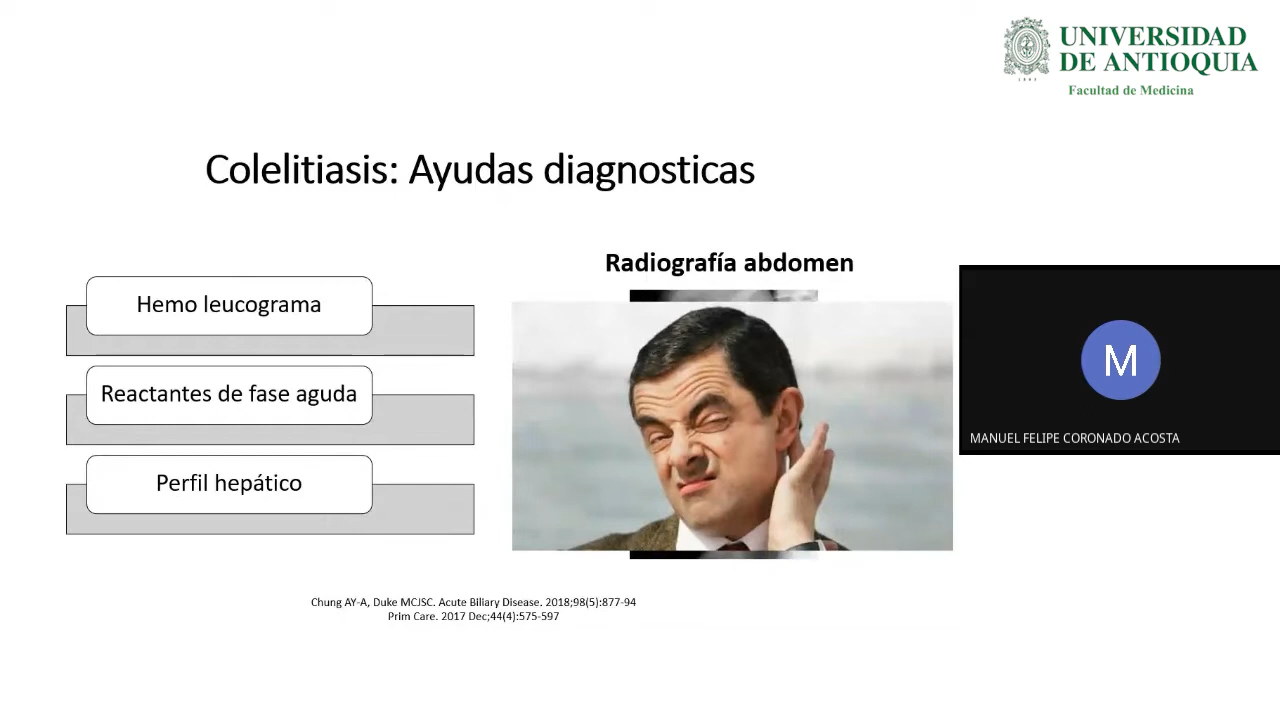 UNIVERSIDAD
DE ANTIOQUIA
Facultad de Medicina
Colelitiasis: Ayudas diagnosticas
Radiografía abdomen
Hemo leucograma
Reactantes de fase aguda
Perfil hepático
M
MANUEL FELIPE CORONADO ACOSTA
Chung AY-A, Duke MCJSC. Acute Biliary Disease. 2018;98(5):877-94
Prim Care. 2017 Dec;44(4):575-597